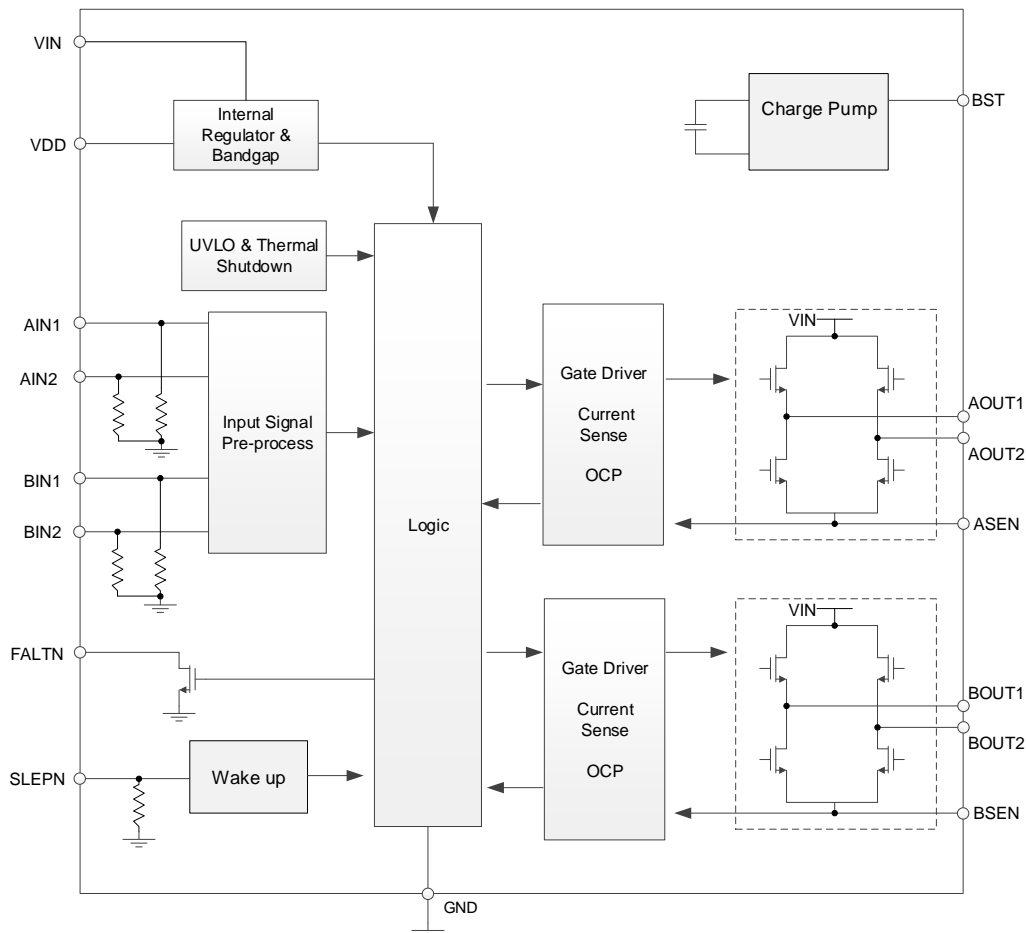 VIN
Internal
Regulator &
Bandgap
VDD
Charge Pump
BST
UVLO & Thermal
Shutdown
AIN1
AIN2
Input Signal
Pre-process
BIN1
BIN2
Logic
Gate Driver
Current
Sense
OCP
VIN
AOUT1
AOUT2
ASEN
FALTN
SLEPN
Wake up
Gate Driver
Current
Sense
OCP
VIN
BOUT1
BOUT2
BSEN
GND